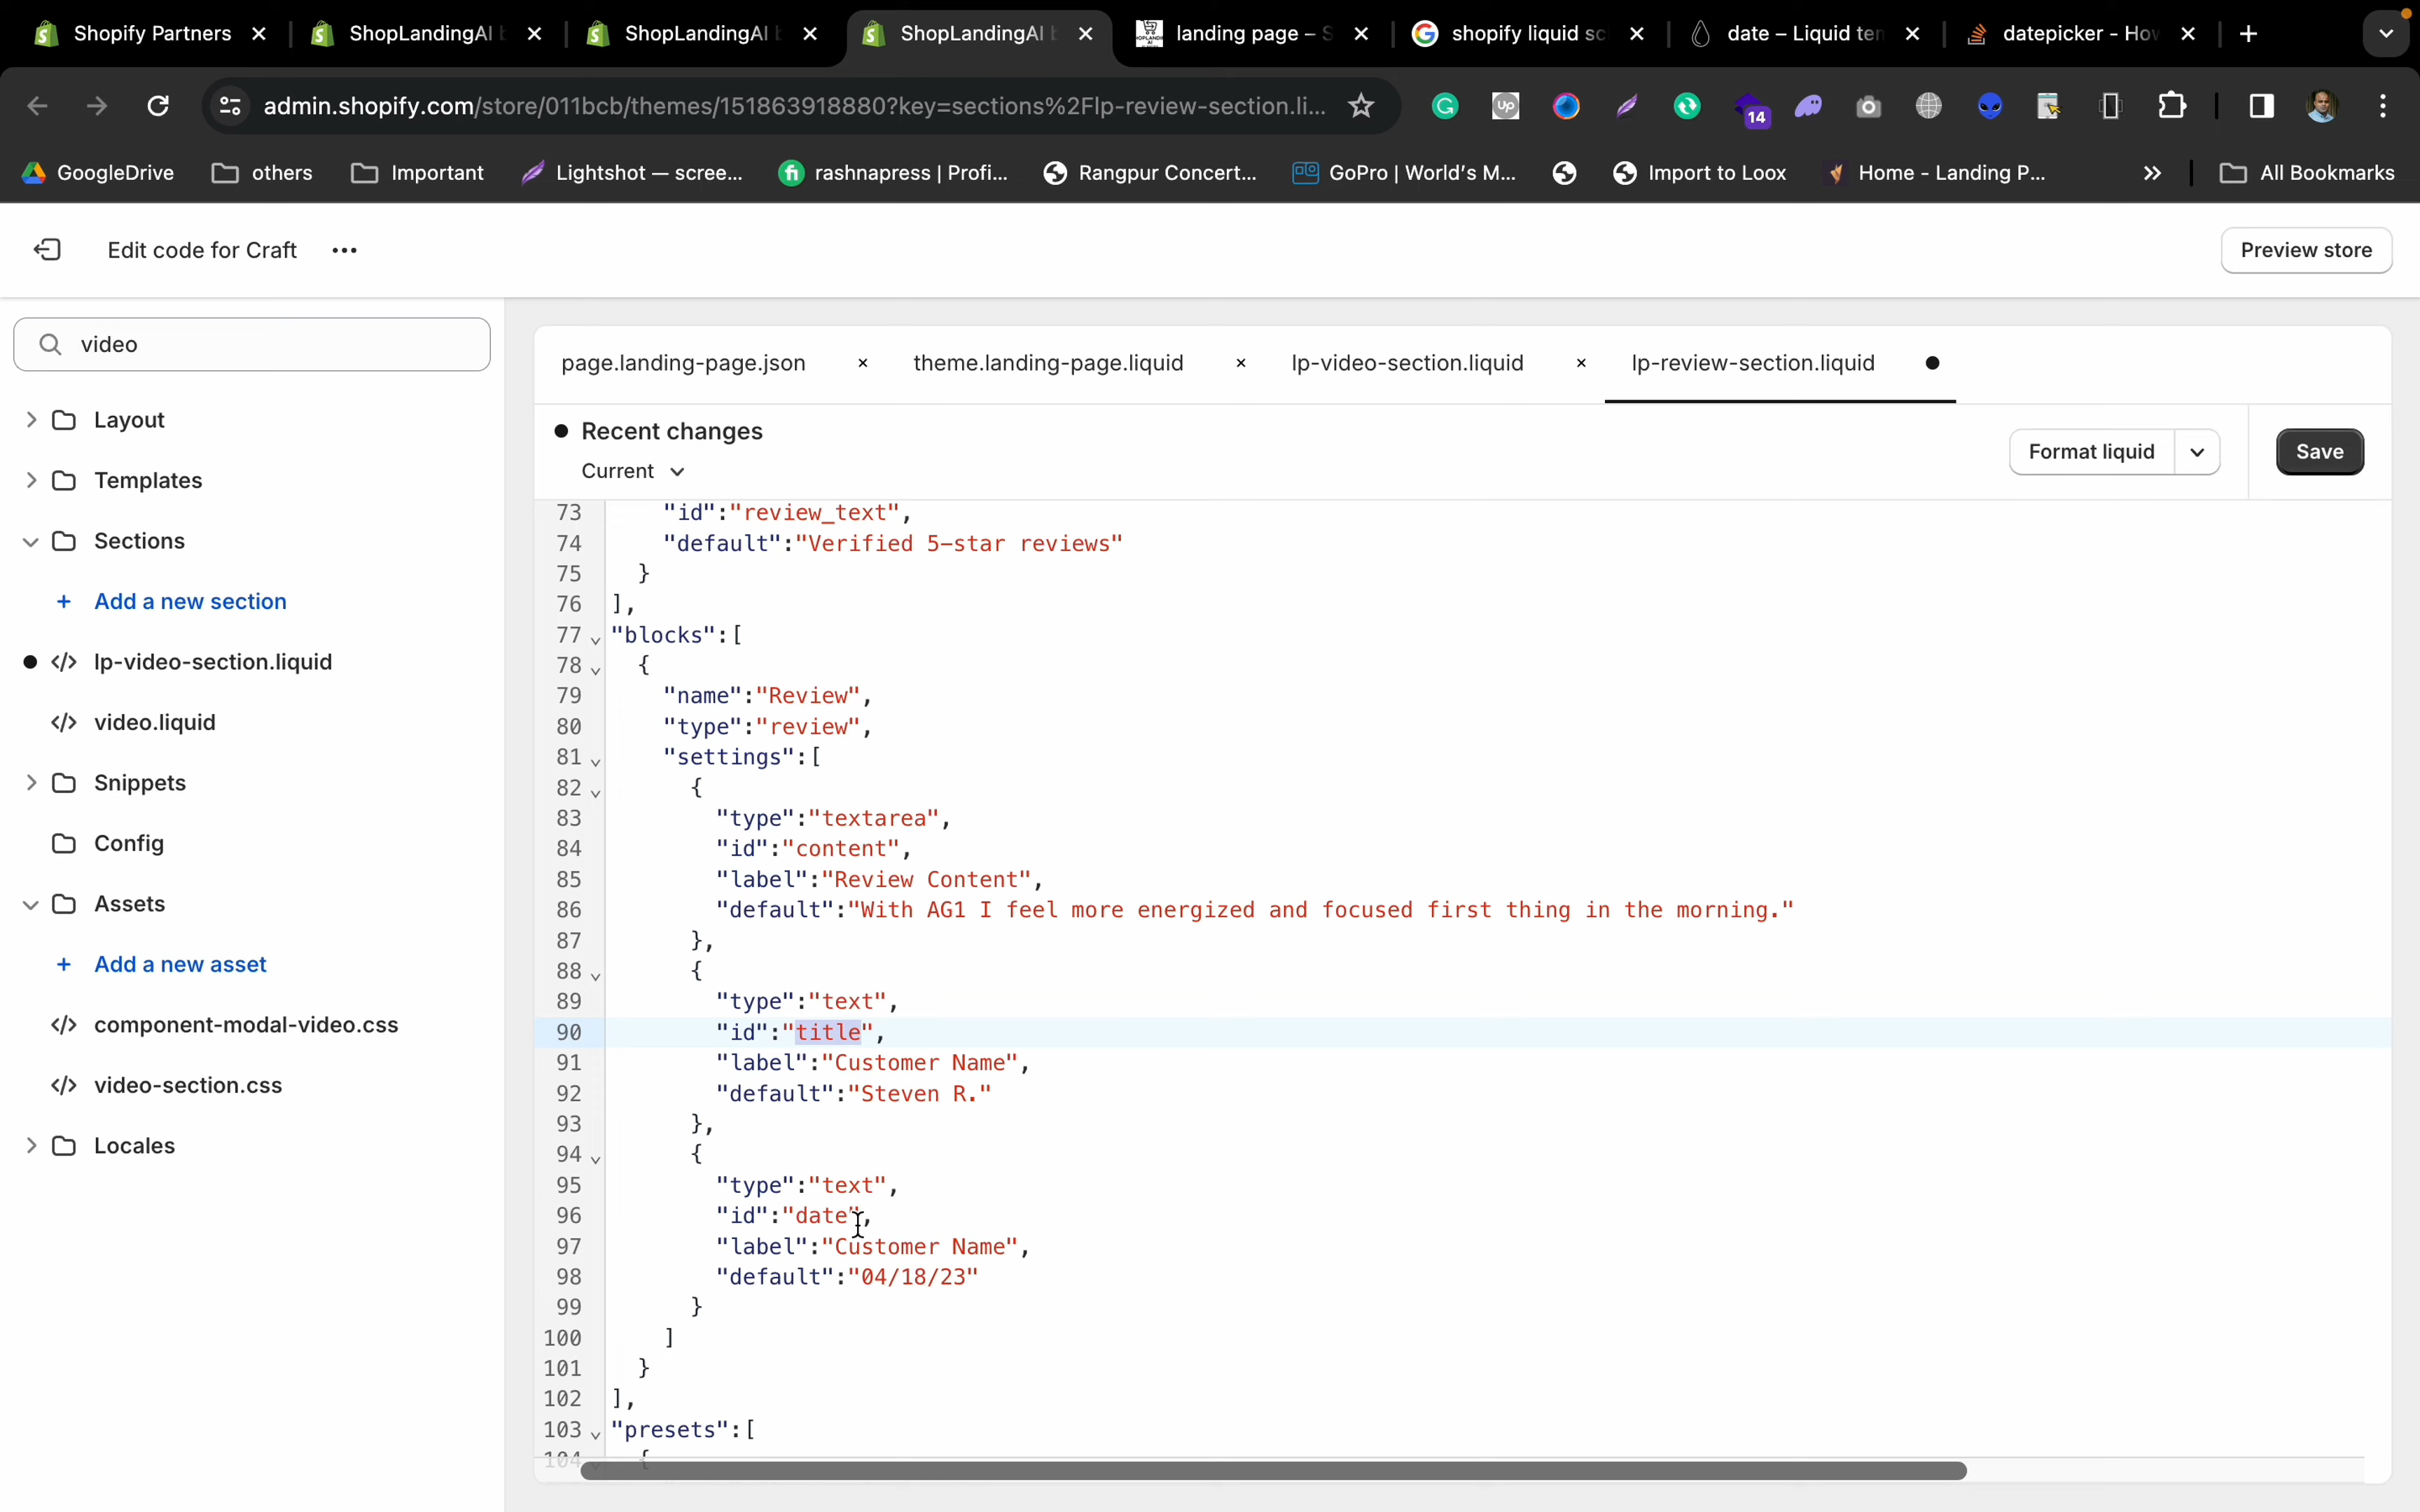 Shopify Partners
ShopLandingAI
ShopLandingAI
ShopLandingAI
landing page – S
shopify liquid sc
date – Liquid ten
datepicker - How
admin.shopify.com/store/011bcb/themes/151863918880?key=sections%2Flp-review-section.li...
14
GoogleDrive
others
Important
Lightshot — scree...
rashnapress | Profi...
Rangpur Concert...
GoPro | World's M...
Import to Loox
Home - Landing P...
All Bookmarks
Edit code for Craft
Preview store
video
Layout
Templates
Sections
Add a new section
lp-video-section.liquid
video.liquid
Snippets
Config
Assets
Add a new asset
component-modal-video.css
video-section.css
Locales
page.landing-page.json
theme.landing-page.liquid
lp-video-section.liquid
lp-review-section.liquid
Recent changes
Current
Format liquid
Save
73 "id":"review_text",
74 "default":"Verified 5-star reviews"
75 }
76 ],
77 "blocks":[
78 {
79 "name":"Review",
80 "type":"review",
81 "settings":[
82 {
83 "type":"textarea",
84 "id":"content",
85 "label":"Review Content",
86 "default":"With AG1 I feel more energized and focused first thing in the morning."
87 },
88 {
89 "type":"text",
90 "id":"title",
91 "label":"Customer Name",
92 "default":"Steven R."
93 },
94 {
95 "type":"text",
96 "id":"date",
97 "label":"Customer Name",
98 "default":"04/18/23"
99 }
100 ]
101 }
102 ],
103 "presets":[
104 {